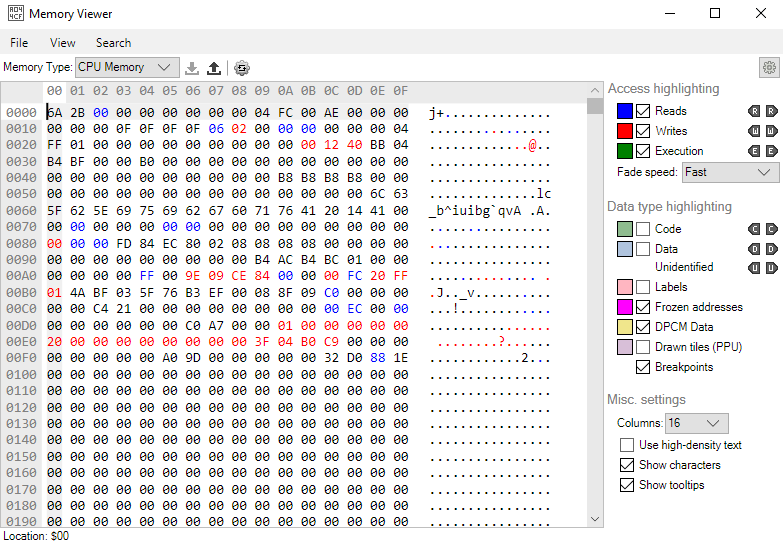 Memory Viewer
File View Search
Memory Type: CPU Memory
00 01 02 03 04 05 06 07 08 09 0A 0B 0C 0D 0E 0F
0000 6A 2B 00 00 00 00 00 00 00 04 FC 00 AE 00 00 00 j+..............
0010 00 00 00 0F 0F 0F 0F 06 02 00 00 00 00 00 00 04 ................
0020 FF 01 00 00 00 00 00 00 00 00 00 00 12 40 BB 04 .............@..
0030 B4 BF 00 00 B0 00 00 00 00 00 00 00 00 00 00 00 ................
0040 00 00 00 00 00 00 00 00 00 00 B8 B8 B8 B8 00 00 ................
0050 00 00 00 00 00 00 00 00 00 00 00 00 00 00 6C 63 ..............lc
0060 5F 62 5E 69 75 69 62 67 60 71 76 41 20 14 41 00 _b^iuibg`qvA .A.
0070 00 00 00 00 00 00 00 00 00 00 00 00 00 00 00 00 ................
0080 00 00 00 FD 84 EC 80 02 08 08 08 08 00 00 00 00 ................
0090 00 00 00 00 00 00 00 00 00 B4 AC B4 BC 01 00 00 ................
00A0 00 00 00 00 FF 00 9E 09 CE 84 00 00 00 FC 20 FF .............. .
00B0 01 4A BF 03 5F 76 B3 EF 00 08 8F 09 C0 00 00 00 .J.._v..........
00C0 00 00 C4 21 00 00 00 00 00 00 00 00 00 EC 00 00 ...!............
00D0 00 00 00 00 00 00 C0 A7 00 00 01 00 00 00 00 00 ................
00E0 20 00 00 00 00 00 00 00 00 3F 04 B0 C9 00 00 00 ........?......
00F0 00 00 00 00 00 A0 9D 00 00 00 00 00 32 D0 88 1E ............2...
0100 00 00 00 00 00 00 00 00 00 00 00 00 00 00 00 00 ................
0110 00 00 00 00 00 00 00 00 00 00 00 00 00 00 00 00 ................
0120 00 00 00 00 00 00 00 00 00 00 00 00 00 00 00 00 ................
0130 00 00 00 00 00 00 00 00 00 00 00 00 00 00 00 00 ................
0140 00 00 00 00 00 00 00 00 00 00 00 00 00 00 00 00 ................
0150 00 00 00 00 00 00 00 00 00 00 00 00 00 00 00 00 ................
0160 00 00 00 00 00 00 00 00 00 00 00 00 00 00 00 00 ................
0170 00 00 00 00 00 00 00 00 00 00 00 00 00 00 00 00 ................
0180 00 00 00 00 00 00 00 00 00 00 00 00 00 00 00 00 ................
0190 00 00 00 00 00 00 00 00 00 00 00 00 00 00 00 00 ................
Access highlighting
Reads R R
Writes W W
Execution E E
Fade speed: Fast
Data type highlighting
Code C C
Data D D
Unidentified U U
Labels
Frozen addresses
DPCM Data
Drawn tiles (PPU)
Breakpoints
Misc. settings
Columns: 16
Use high-density text
Show characters
Show tooltips
Location: $00